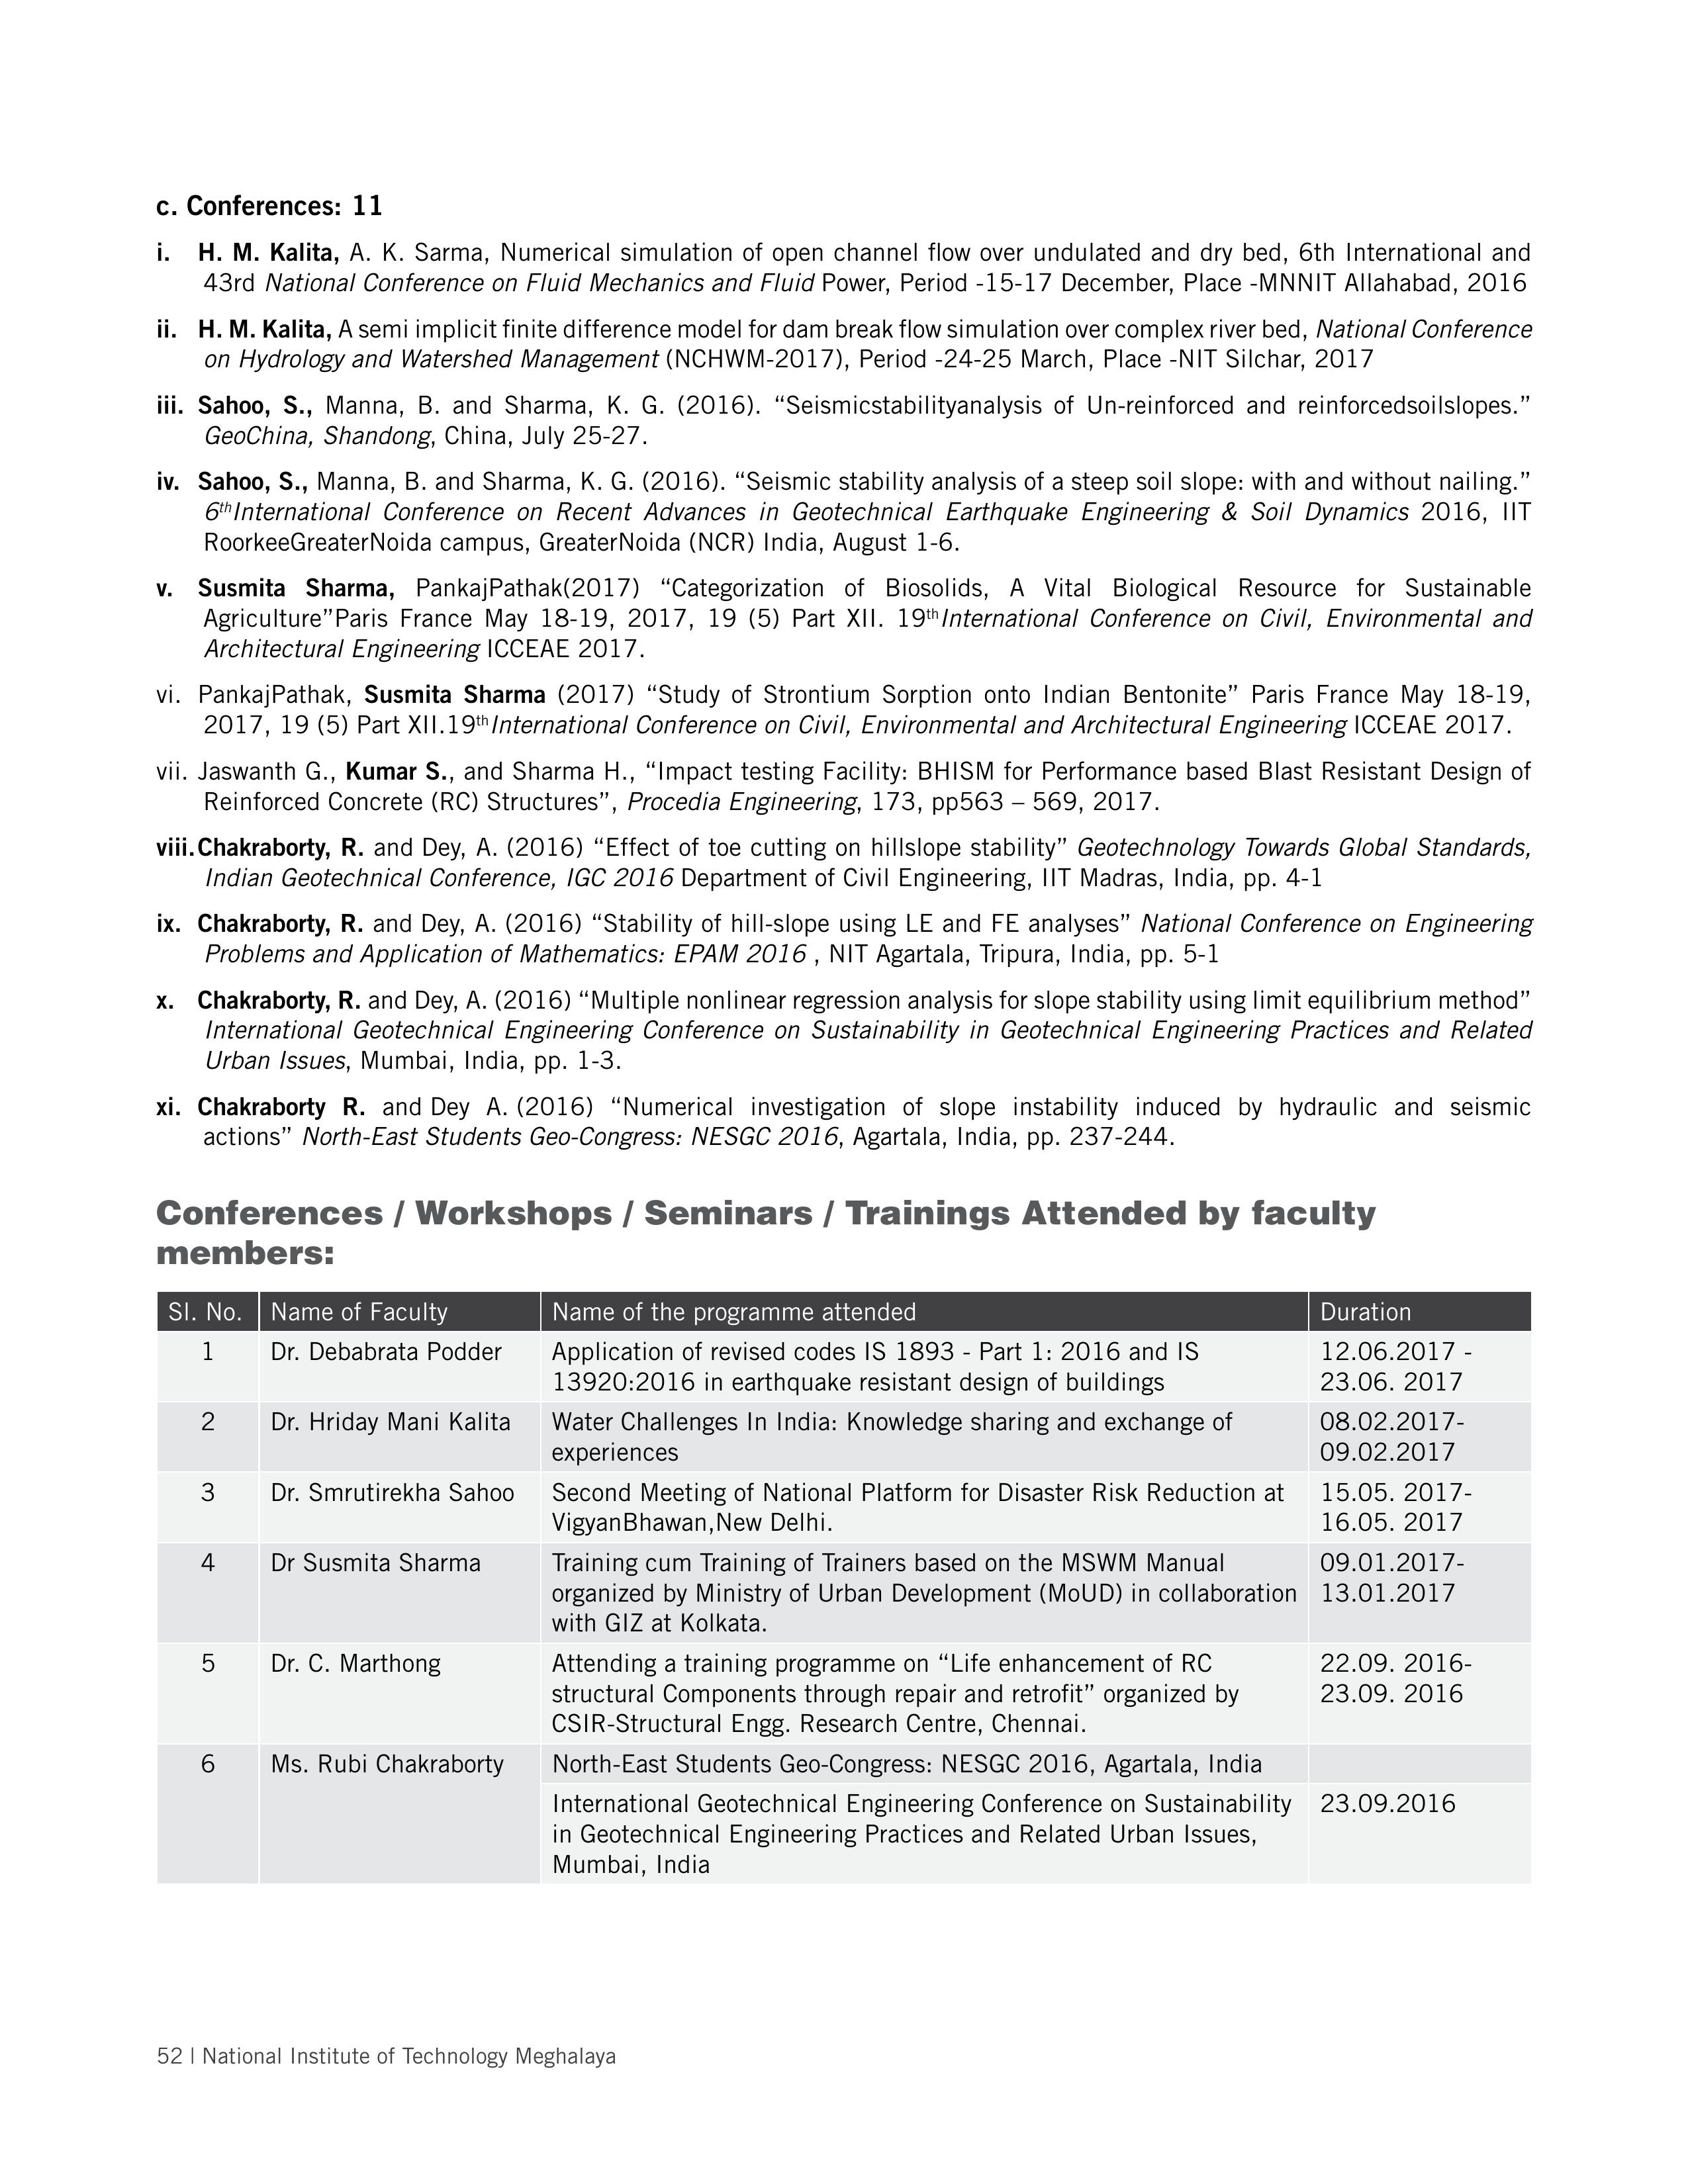 c. Conferences: 11
i. H. M. Kalita, A. K. Sarma, Numerical simulation of open channel flow over undulated and dry bed, 6th International and
43rd National Conference on Fluid Mechanics and Fluid Power, Period -15-17 December, Place -MNNIT Allahabad, 2016
ii. H. M. Kalita, A semi implicit finite difference model for dam break flow simulation over complex river bed, National Conference
on Hydrology and Watershed Management (NCHWM-2017), Period -24-25 March, Place -NIT Silchar, 2017
iii. Sahoo, S., Manna, B. and Sharma, K. G. (2016). “Seismicstabilityanalysis of Un-reinforced and reinforcedsoilslopes.”
GeoChina, Shandong, China, July 25-27.
iv. Sahoo, S., Manna, B. and Sharma, K. G. (2016). “Seismic stability analysis of a steep soil slope: with and without nailing.”
6thInternational Conference on Recent Advances in Geotechnical Earthquake Engineering & Soil Dynamics 2016, IIT
RoorkeeGreaterNoida campus, GreaterNoida (NCR) India, August 1-6.
v. Susmita Sharma, PankajPathak(2017) “Categorization of Biosolids, A Vital Biological Resource for Sustainable
Agriculture”Paris France May 18-19, 2017, 19 (5) Part XII. 19thInternational Conference on Civil, Environmental and
Architectural Engineering ICCEAE 2017.
vi. PankajPathak, Susmita Sharma (2017) “Study of Strontium Sorption onto Indian Bentonite” Paris France May 18-19,
2017, 19 (5) Part XII.19thInternational Conference on Civil, Environmental and Architectural Engineering ICCEAE 2017.
vii. Jaswanth G., Kumar S., and Sharma H., “Impact testing Facility: BHISM for Performance based Blast Resistant Design of
Reinforced Concrete (RC) Structures”, Procedia Engineering, 173, pp563 – 569, 2017.
viii. Chakraborty, R. and Dey, A. (2016) “Effect of toe cutting on hillslope stability” Geotechnology Towards Global Standards,
Indian Geotechnical Conference, IGC 2016 Department of Civil Engineering, IIT Madras, India, pp. 4-1
ix. Chakraborty, R. and Dey, A. (2016) “Stability of hill-slope using LE and FE analyses” National Conference on Engineering
Problems and Application of Mathematics: EPAM 2016 , NIT Agartala, Tripura, India, pp. 5-1
x. Chakraborty, R. and Dey, A. (2016) “Multiple nonlinear regression analysis for slope stability using limit equilibrium method”
International Geotechnical Engineering Conference on Sustainability in Geotechnical Engineering Practices and Related
Urban Issues, Mumbai, India, pp. 1-3.
xi. Chakraborty R. and Dey A. (2016) “Numerical investigation of slope instability induced by hydraulic and seismic
actions” North-East Students Geo-Congress: NESGC 2016, Agartala, India, pp. 237-244.
Conferences / Workshops / Seminars / Trainings Attended by faculty
members:
Sl. No. Name of Faculty Name of the programme attended Duration
1 Dr. Debabrata Podder Application of revised codes IS 1893 - Part 1: 2016 and IS 12.06.2017 -
13920:2016 in earthquake resistant design of buildings 23.06. 2017
2 Dr. Hriday Mani Kalita Water Challenges In India: Knowledge sharing and exchange of 08.02.2017-
experiences 09.02.2017
3 Dr. Smrutirekha Sahoo Second Meeting of National Platform for Disaster Risk Reduction at 15.05. 2017-
VigyanBhawan,New Delhi. 16.05. 2017
4 Dr Susmita Sharma Training cum Training of Trainers based on the MSWM Manual 09.01.2017-
organized by Ministry of Urban Development (MoUD) in collaboration 13.01.2017
with GIZ at Kolkata.
5 Dr. C. Marthong Attending a training programme on “Life enhancement of RC 22.09. 2016-
structural Components through repair and retrofit” organized by 23.09. 2016
CSIR-Structural Engg. Research Centre, Chennai.
6 Ms. Rubi Chakraborty North-East Students Geo-Congress: NESGC 2016, Agartala, India
International Geotechnical Engineering Conference on Sustainability 23.09.2016
in Geotechnical Engineering Practices and Related Urban Issues,
Mumbai, India
52 | National Institute of Technology Meghalaya